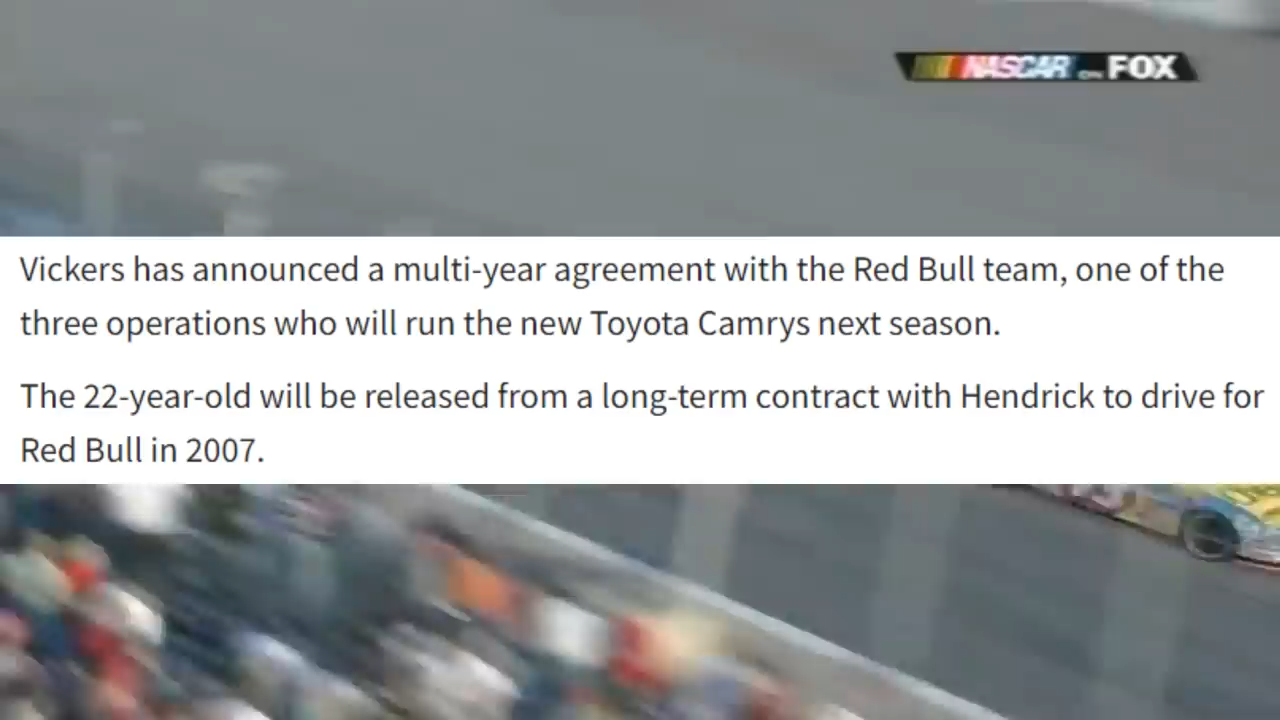 NASCAR ON FOX
Vickers has announced a multi-year agreement with the Red Bull team, one of the
three operations who will run the new Toyota Camrys next season.
The 22-year-old will be released from a long-term contract with Hendrick to drive for
Red Bull in 2007.